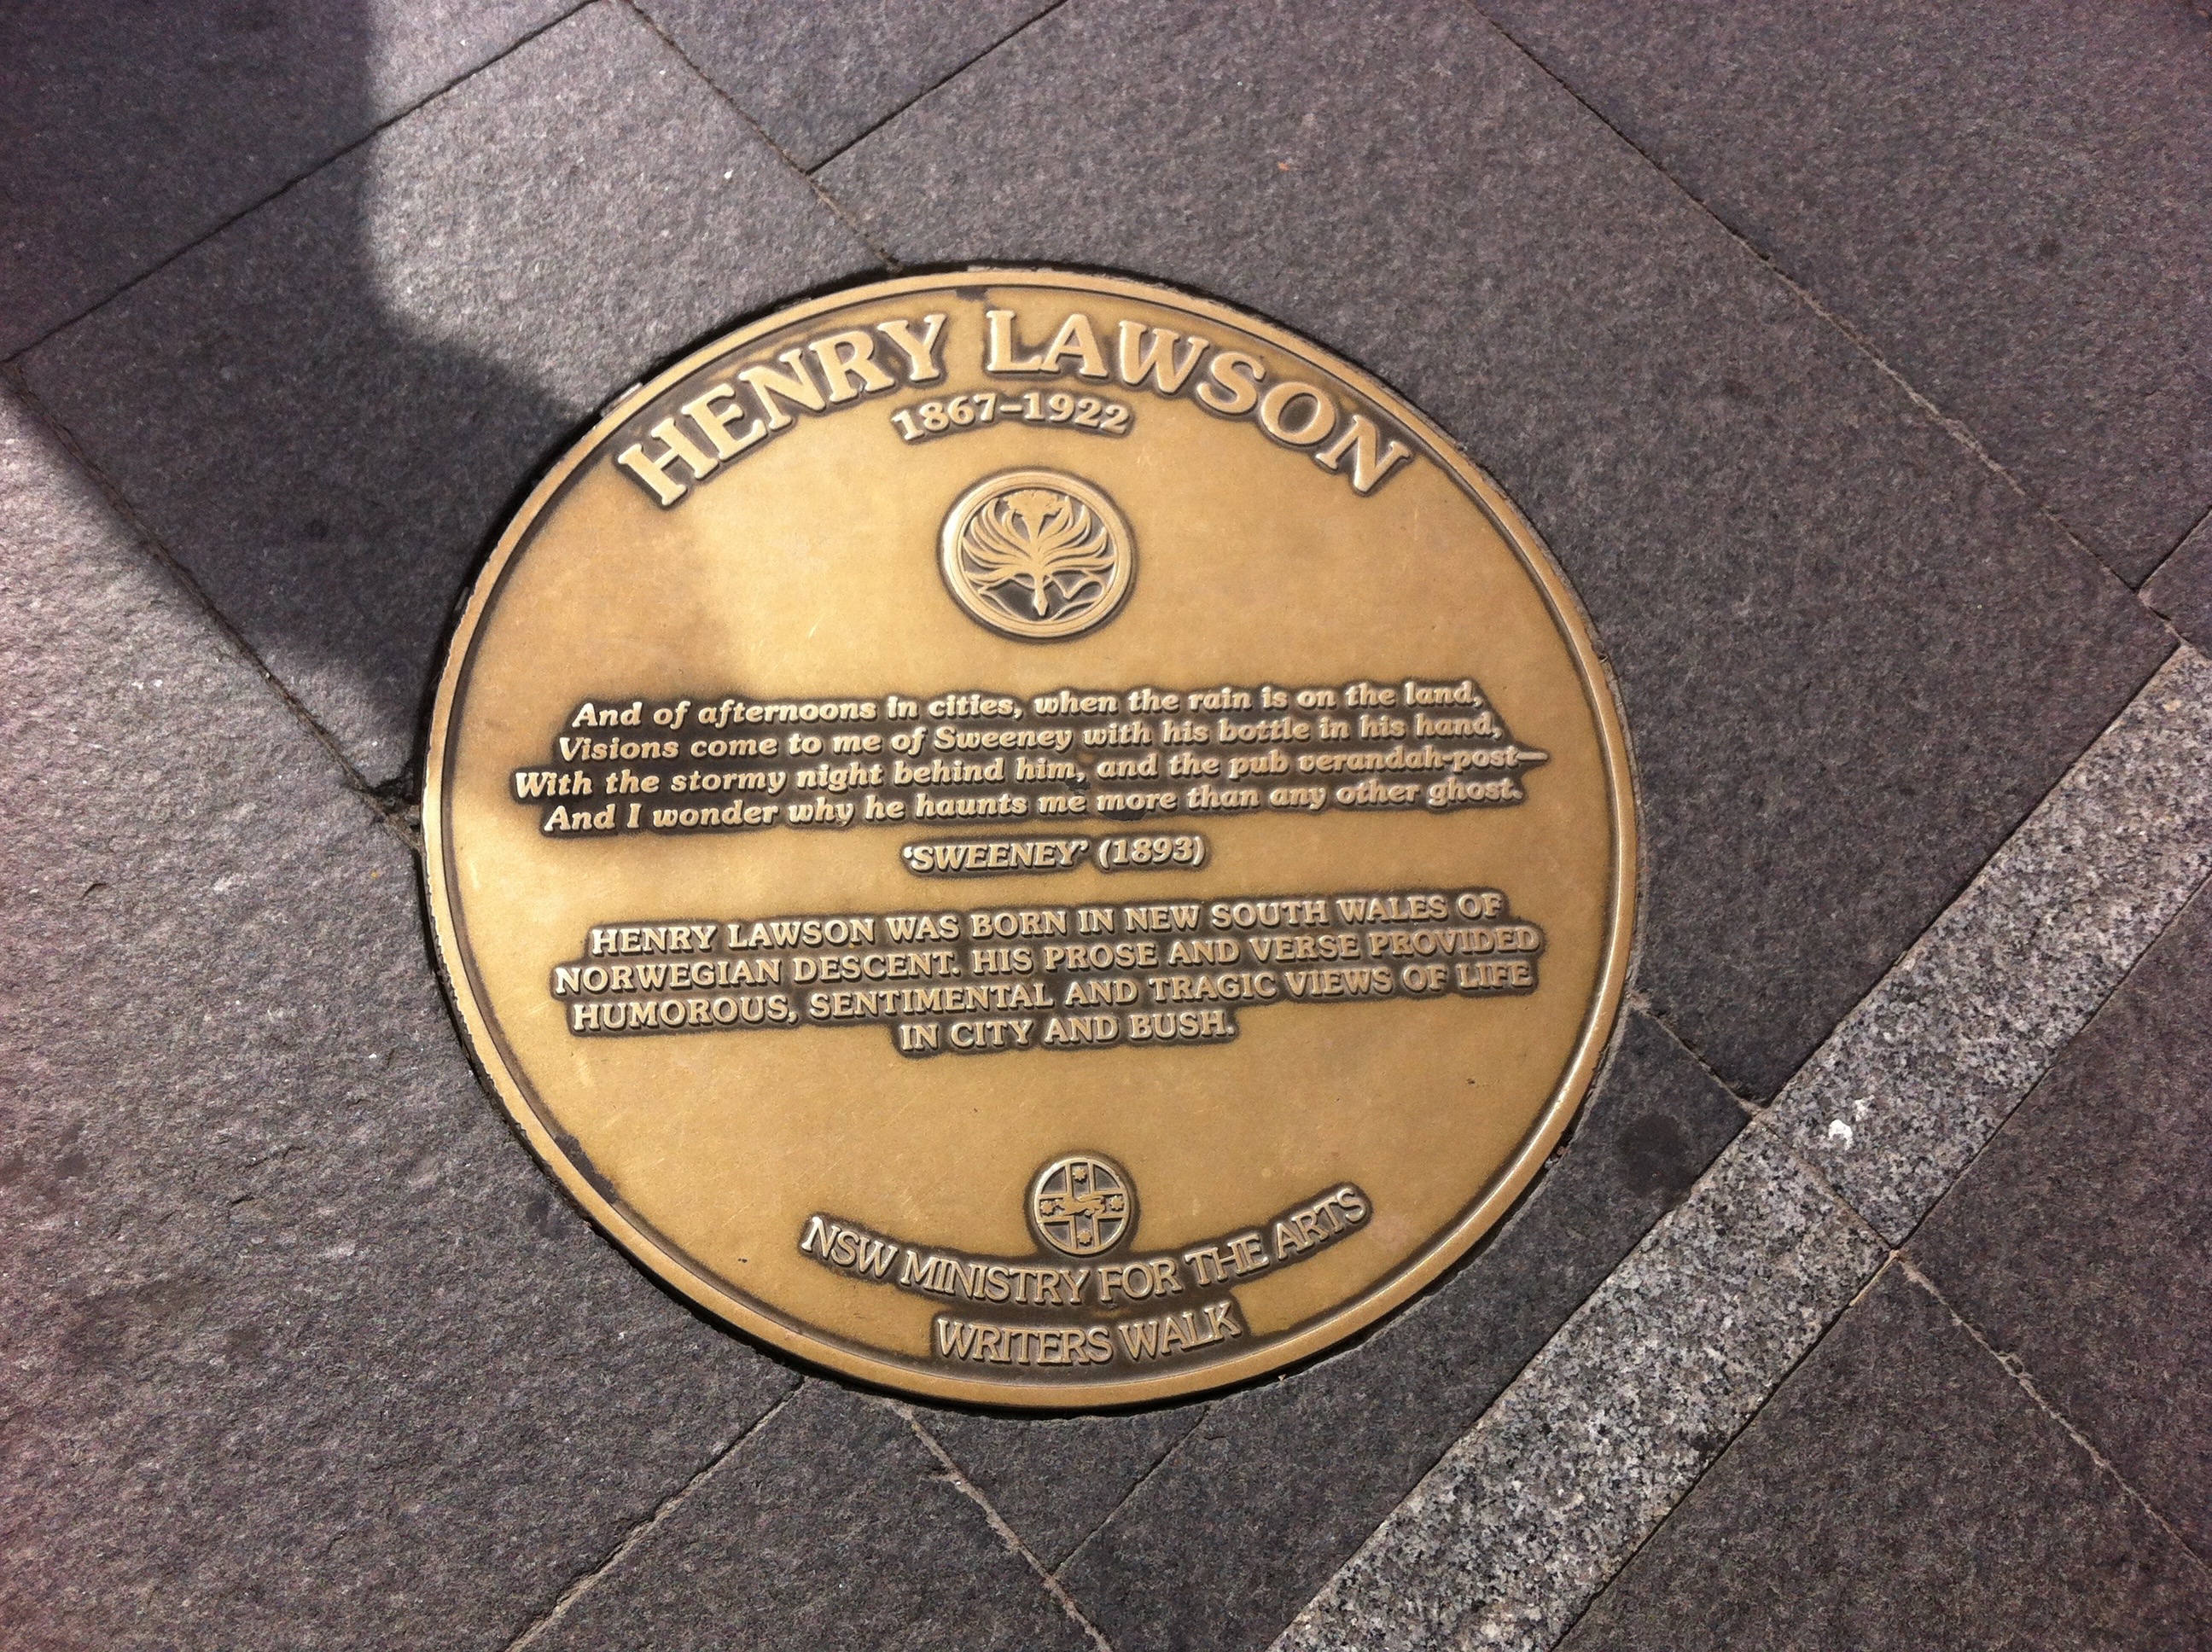 HENRY LAWSON
1867–1922
And of afternoons in cities, when the rain is on the land,
Visions come to me of Sweeney with his bottle in his hand,
With the stormy night behind him, and the pub verandah-post—
And I wonder why he haunts me more than any other ghost.
‘SWEENEY’ (1893)
HENRY LAWSON WAS BORN IN NEW SOUTH WALES OF
NORWEGIAN DESCENT. HIS PROSE AND VERSE PROVIDED
HUMOROUS, SENTIMENTAL AND TRAGIC VIEWS OF LIFE
IN CITY AND BUSH.
NSW MINISTRY FOR THE ARTS
WRITERS WALK